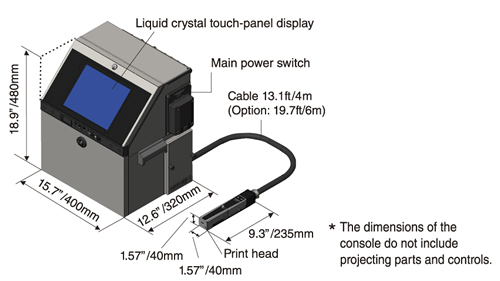 Liquid crystal touch-panel display
Main power switch
Cable 13.1ft/4m
(Option: 19.7ft/6m)
18.9"/480mm
15.7"/400mm
12.6"/320mm
9.3"/235mm
1.57"/40mm
Print head
1.57"/40mm
* The dimensions of the
console do not include
projecting parts and controls.